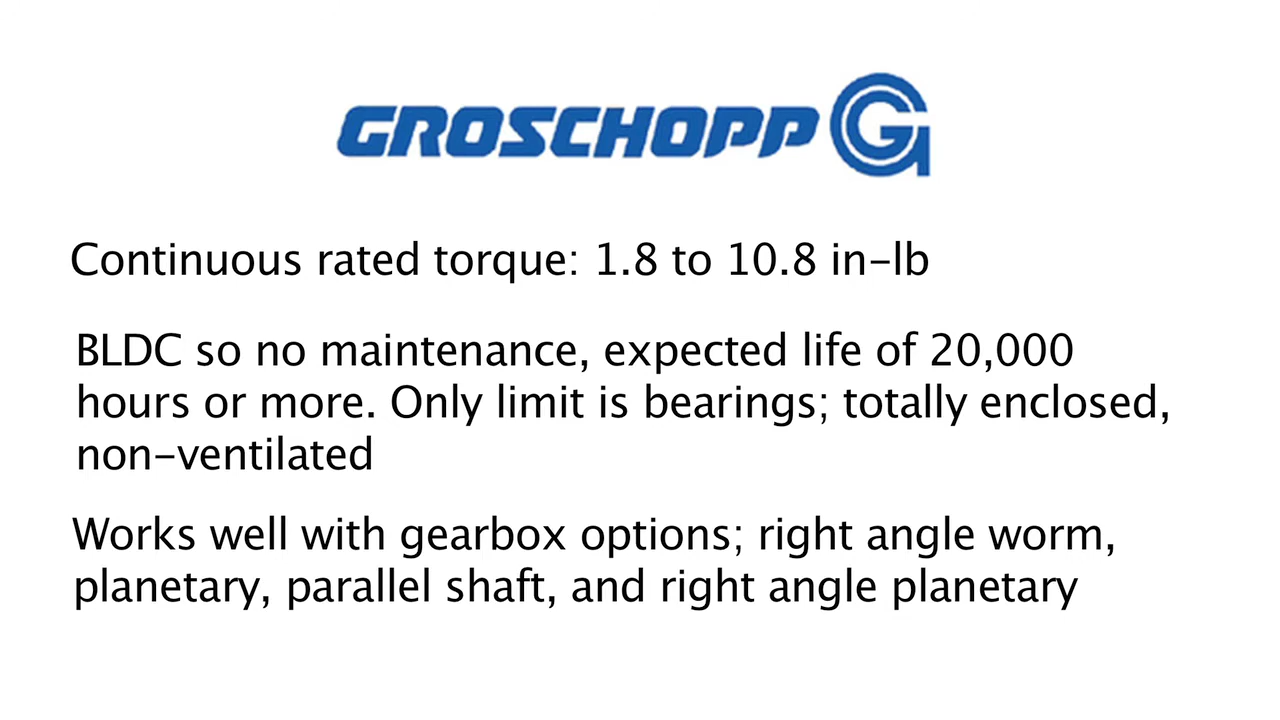 GROSCHOPP G
Continuous rated torque: 1.8 to 10.8 in-lb
BLDC so no maintenance, expected life of 20,000
hours or more. Only limit is bearings; totally enclosed,
non-ventilated
Works well with gearbox options; right angle worm,
planetary, parallel shaft, and right angle planetary